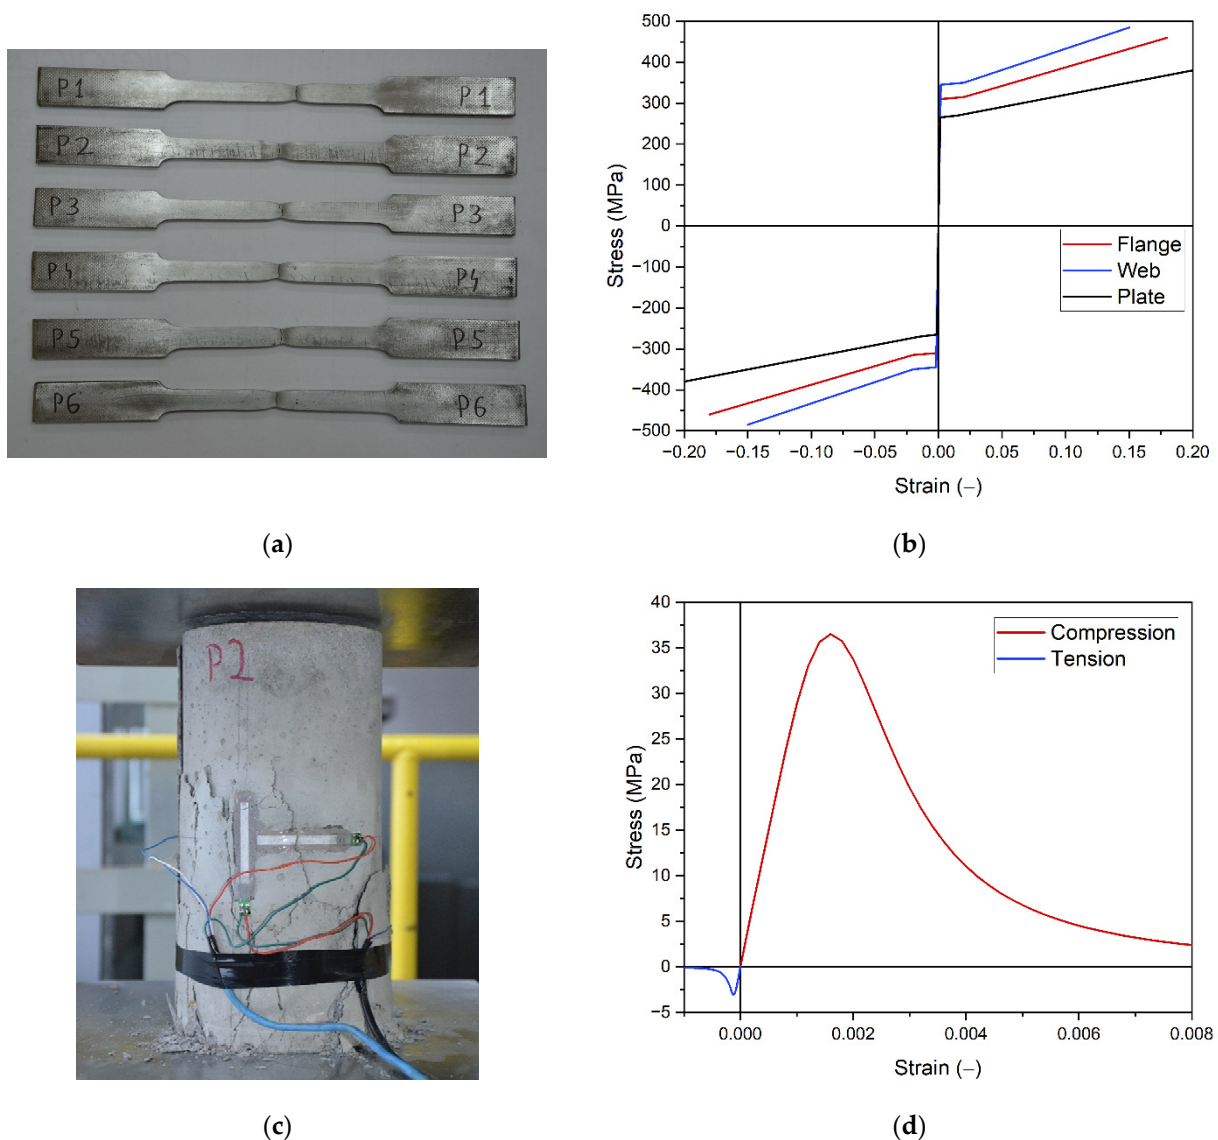 P1 P1
P2 P2
P3 P3
P4 P4
P5 P5
P6 P6
(a)
500
400
300
200
100
0
−100
−200
−300
−400
−500
Stress (MPa)
Flange
Web
Plate
−0.20 −0.15 −0.10 −0.05 0.00 0.05 0.10 0.15 0.20
Strain (−)
(b)
P2
(c)
40
35
30
25
20
15
10
5
0
−5
Stress (MPa)
Compression
Tension
0.000 0.002 0.004 0.006 0.008
Strain (−)
(d)